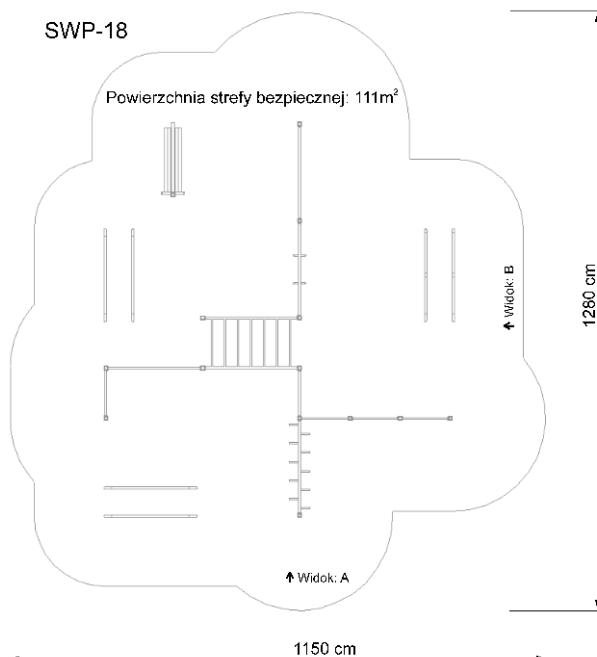 SWP-18
Powierzchnia strefy bezpiecznej: 111m²
↑ Widok: B
1280 cm
↑ Widok: A
1150 cm